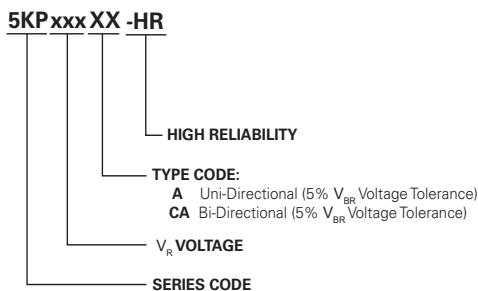 5KPxxxXX-HR
HIGH RELIABILITY
TYPE CODE:
A Uni-Directional (5% VBR Voltage Tolerance)
CA Bi-Directional (5% VBR Voltage Tolerance)
VR VOLTAGE
SERIES CODE